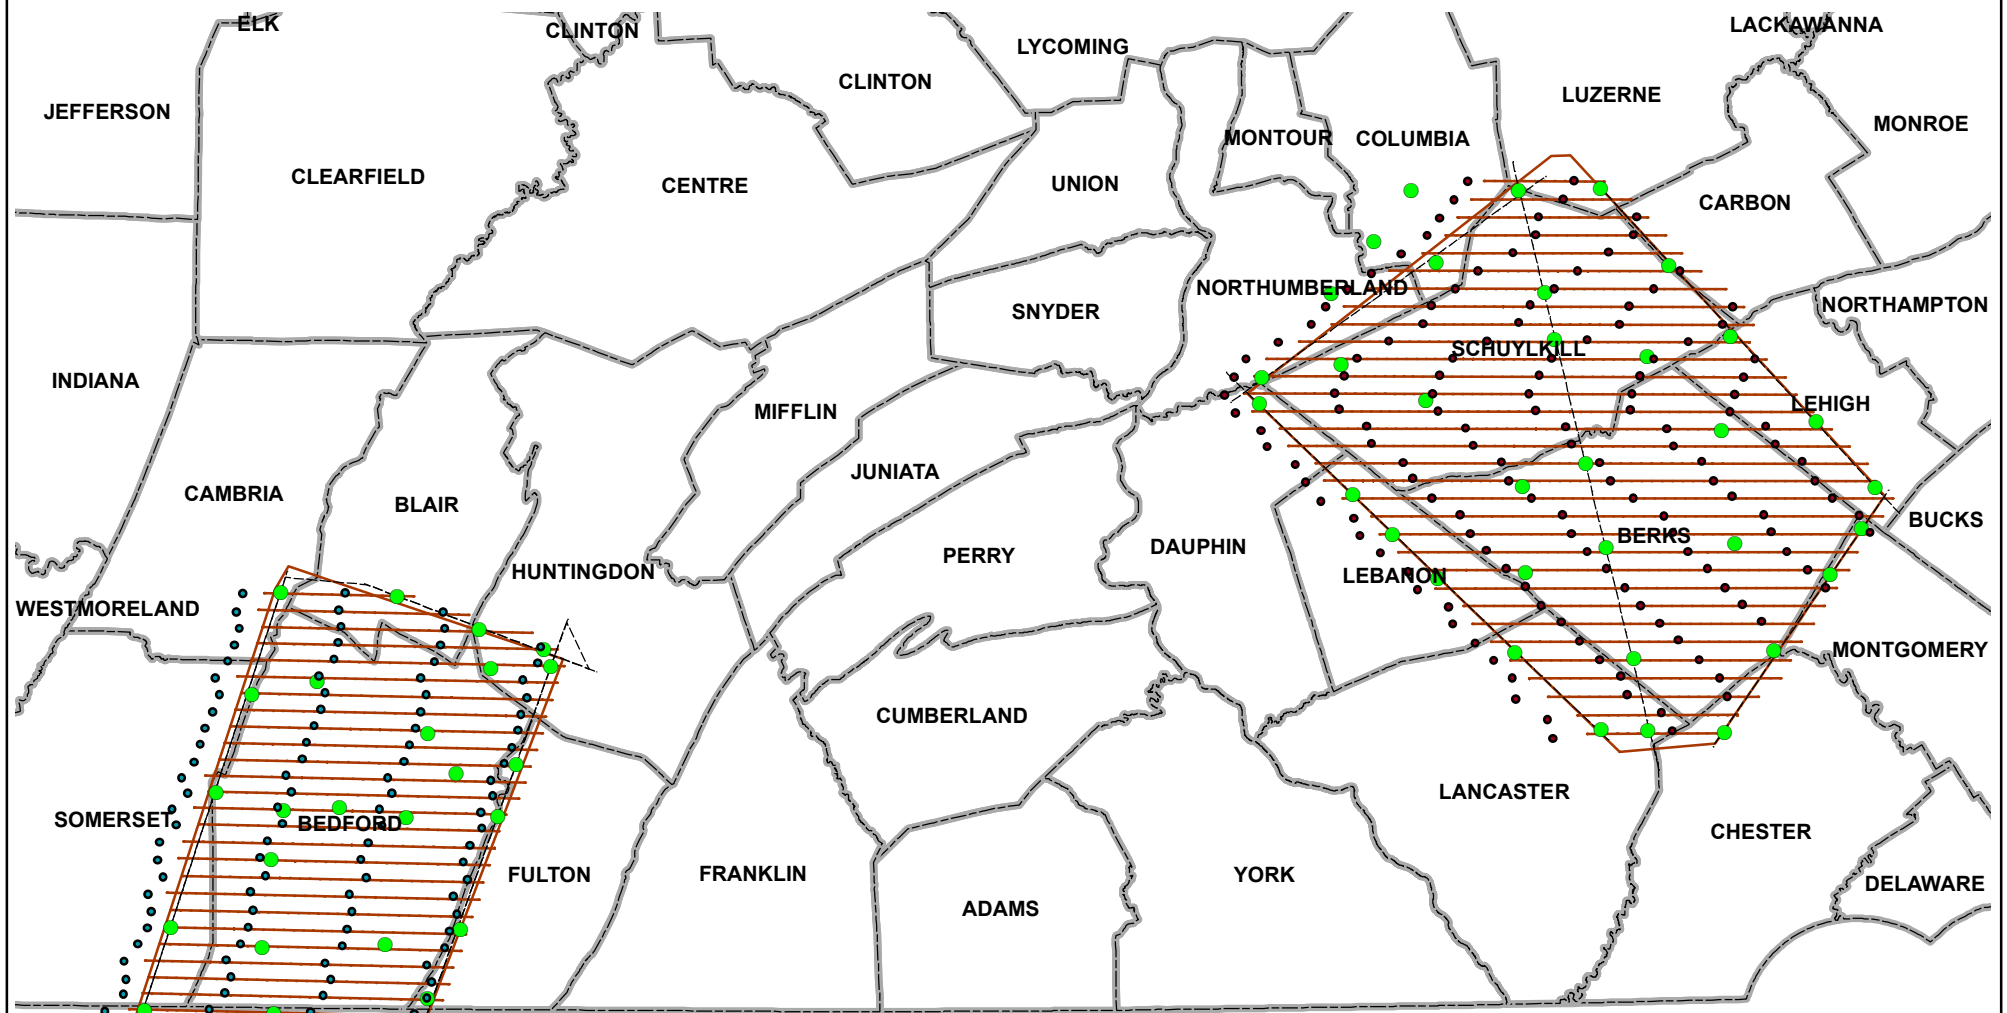 ELK
CLINTON
LYCOMING
LACKAWANNA
CLINTON
JEFFERSON
LUZERNE
MONROE
MONTOUR
COLUMBIA
CLEARFIELD
CENTRE
UNION
CARBON
NORTHUMBERLAND
NORTHAMPTON
SNYDER
SCHUYLKILL
INDIANA
MIFFLIN
LEHIGH
JUNIATA
CAMBRIA
BLAIR
BUCKS
BERKS
DAUPHIN
PERRY
HUNTINGDON
LEBANON
WESTMORELAND
MONTGOMERY
CUMBERLAND
LANCASTER
SOMERSET
BEDFORD
CHESTER
FULTON
FRANKLIN
YORK
DELAWARE
ADAMS